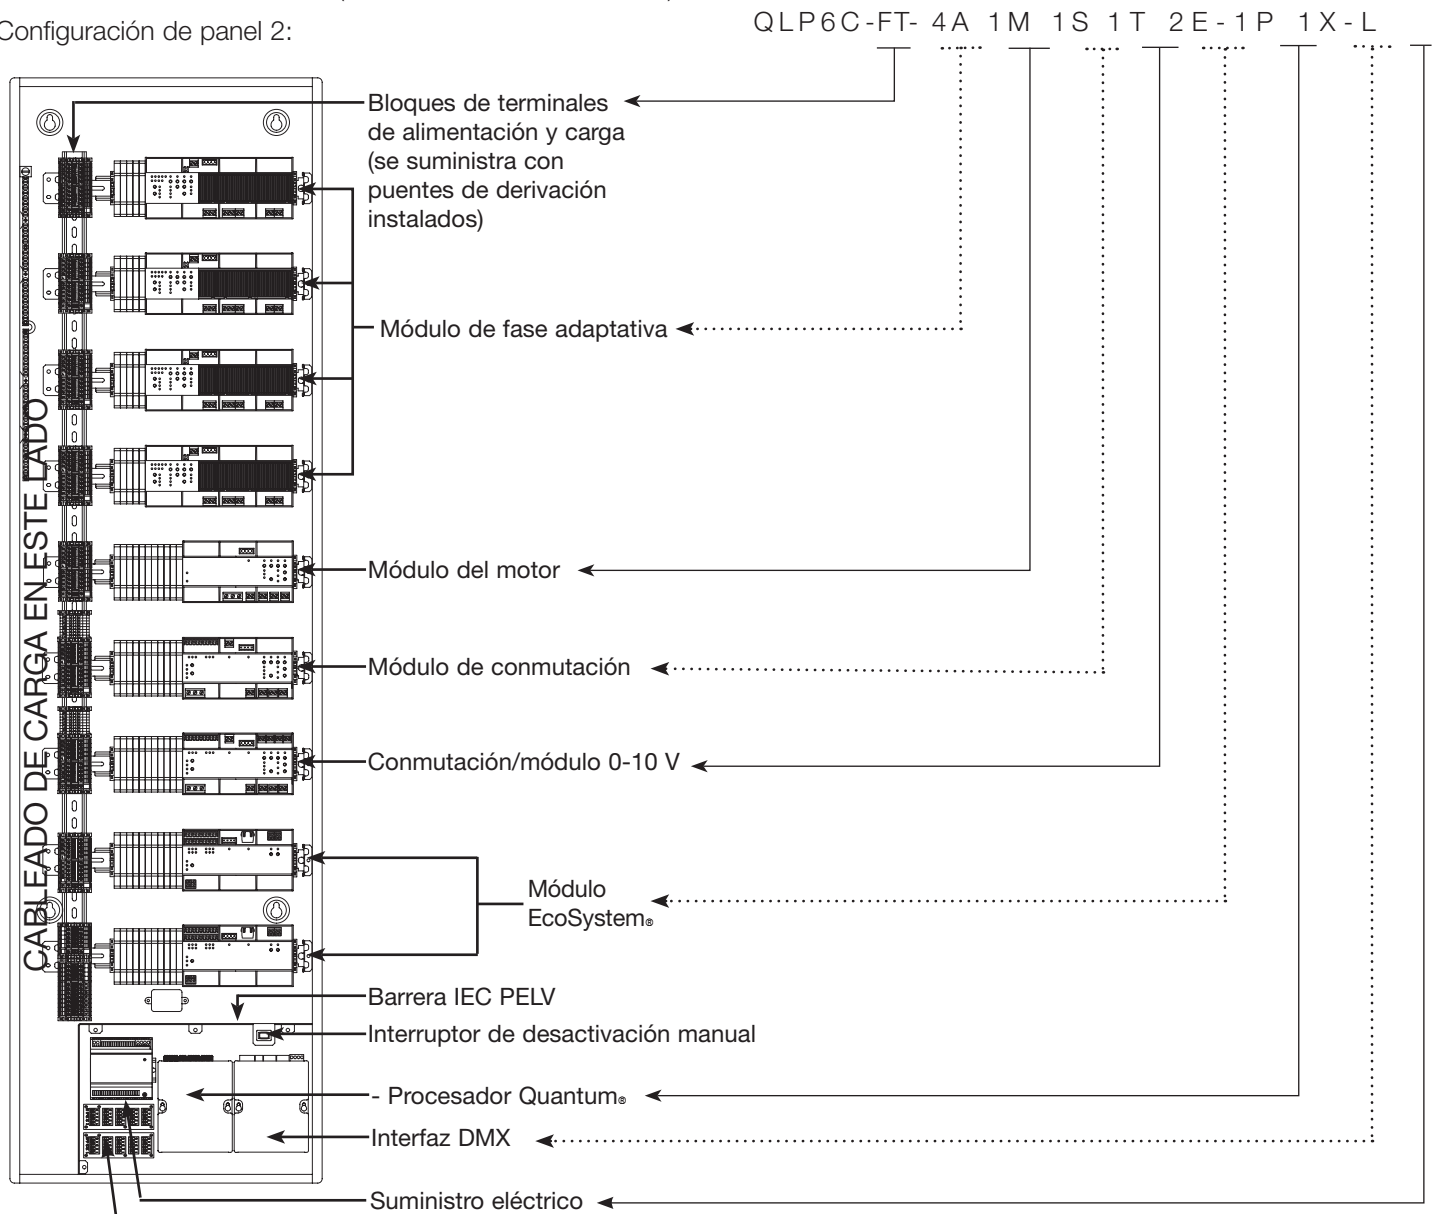 Configuración de panel 2:
QLP6C-FT- 4A 1M 1S 1T 2E-1P 1X-L
Bloques de terminales
de alimentación y carga
(se suministra con
puentes de derivación
instalados)
Módulo de fase adaptativa
CABLEADO DE CARGA EN ESTE LADO
Módulo del motor
Módulo de conmutación
Conmutación/módulo 0-10 V
Módulo
EcoSystem®
Barrera IEC PELV
Interruptor de desactivación manual
- Procesador Quantum®
Interfaz DMX
Suministro eléctrico